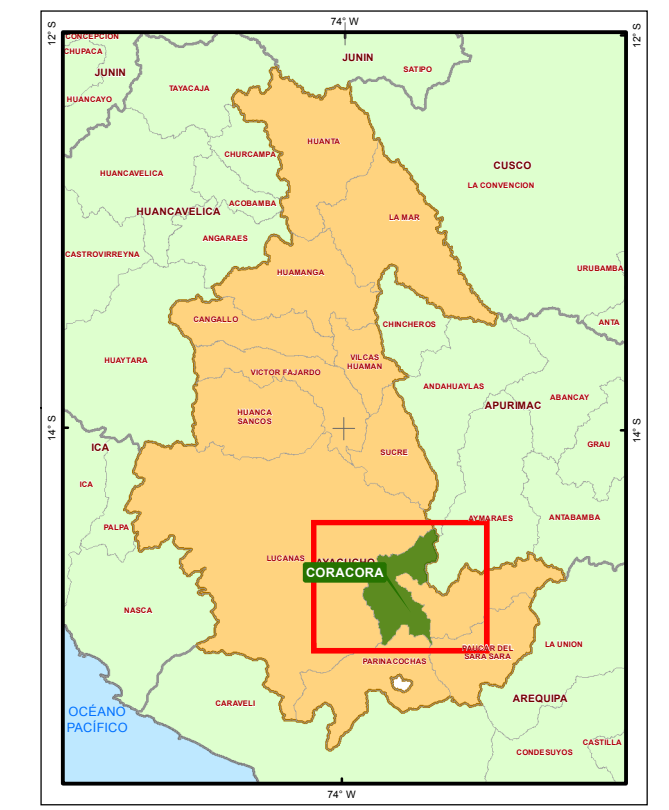 74° W
12° S
12° S
CONCEPCION
CHUPACA
JUNIN
JUNIN
SATIPO
TAYACAJA
HUANCAYO
HUANTA
CHURCAMPA
CUSCO
HUANCAVELICA
LA CONVENCION
ACOBAMBA
HUANCAVELICA
LA MAR
ANGARAES
CASTROVIRREYNA
URUBAMBA
HUAMANGA
CANGALLO
CHINCHEROS
ANTA
HUAYTARA
VILCAS
HUAMAN
VICTOR FAJARDO
ANDAHUAYLAS
ABANCAY
APURIMAC
HUANCA
SANCOS
14° S
14° S
ICA
GRAU
SUCRE
ICA
PALPA
AYMARAES
ANTABAMBA
LUCANAS
AYACUCHO
CORACORA
NASCA
LA UNION
PAUCAR DEL
SARA SARA
PARINACOCHAS
AREQUIPA
CARAVELI
OCÉANO
PACÍFICO
CASTILLA
CONDESUYOS
74° W